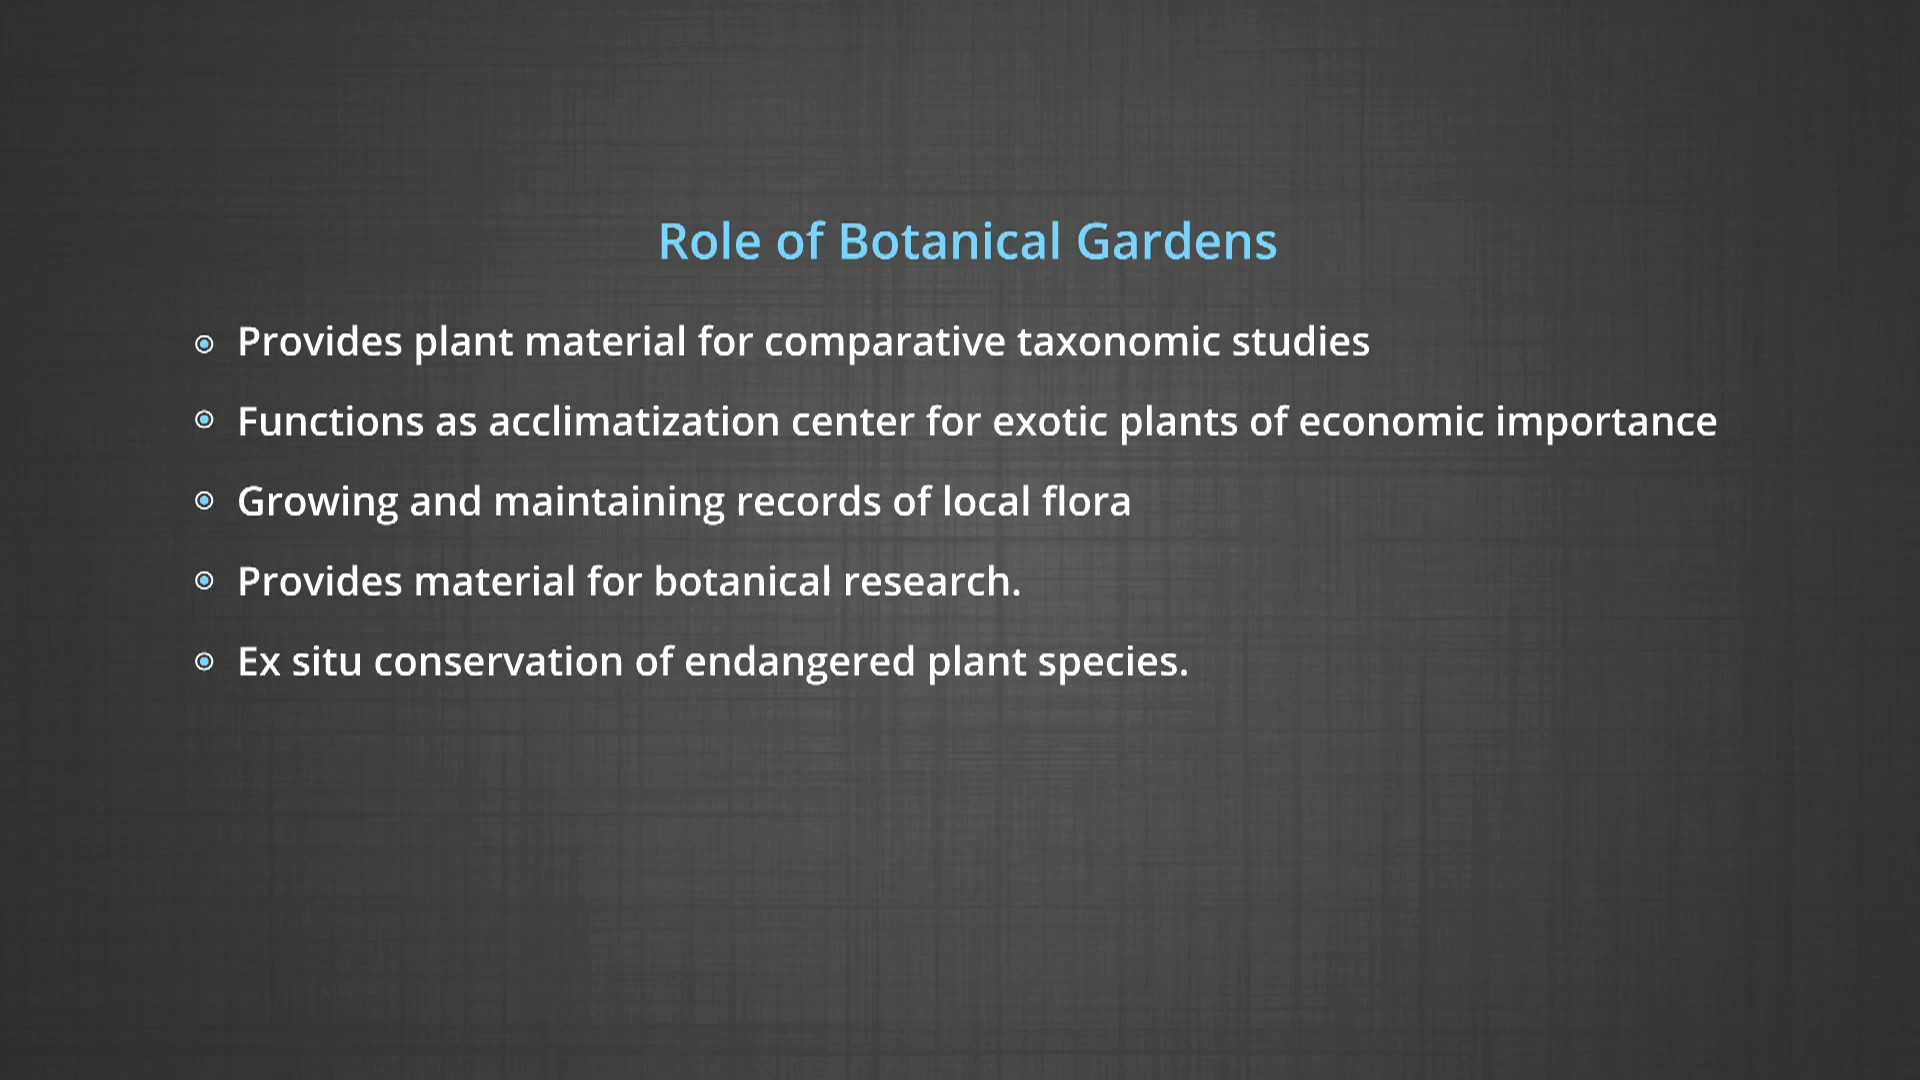 Role of Botanical Gardens
Provides plant material for comparative taxonomic studies
Functions as acclimatization center for exotic plants of economic importance
Growing and maintaining records of local flora
Provides material for botanical research.
Ex situ conservation of endangered plant species.